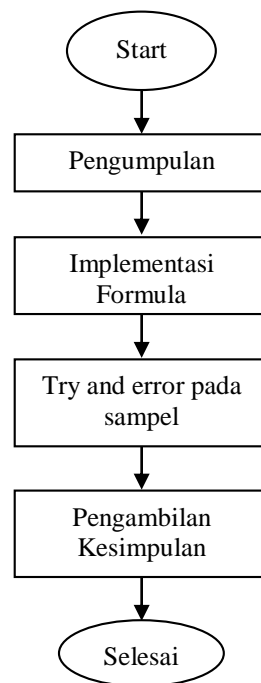 Start
Pengumpulan
Implementasi
Formula
Try and error pada
sampel
Pengambilan
Kesimpulan
Selesai